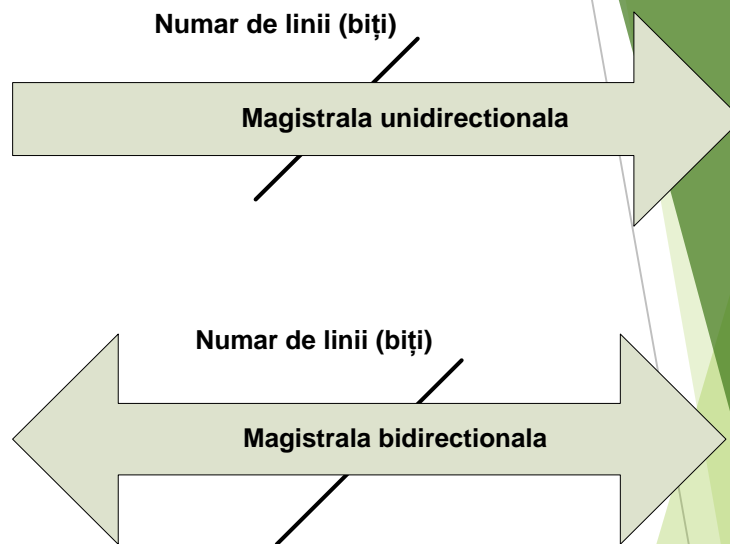 Numar de linii (biți)
Magistrala unidirectionala
Numar de linii (biți)
Magistrala bidirectionala